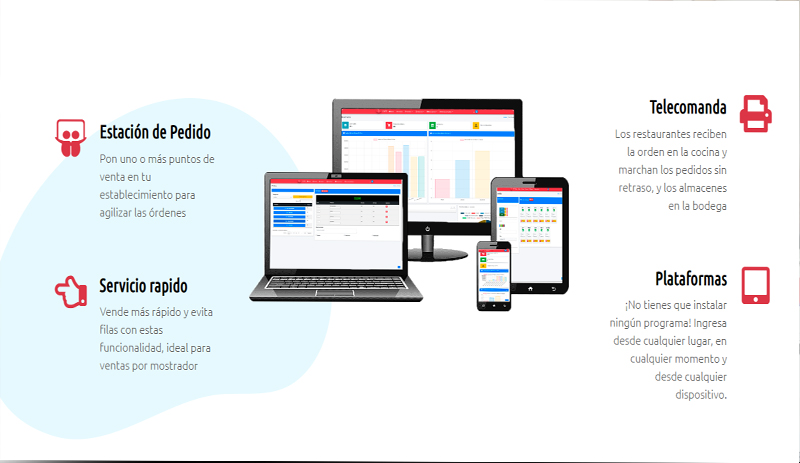 Estación de Pedido
Pon uno o más puntos de
venta en tu
establecimiento para
agilizar las órdenes
Servicio rapido
Vende más rápido y evita
filas con estas
funcionalidad, ideal para
ventas por mostrador
Telecomanda
Los restaurantes reciben
la orden en la cocina y
marchan los pedidos sin
retraso, y los almacenes
en la bodega
Plataformas
¡No tienes que instalar
ningún programa! Ingresa
desde cualquier lugar, en
cualquier momento y
desde cualquier
dispositivo.